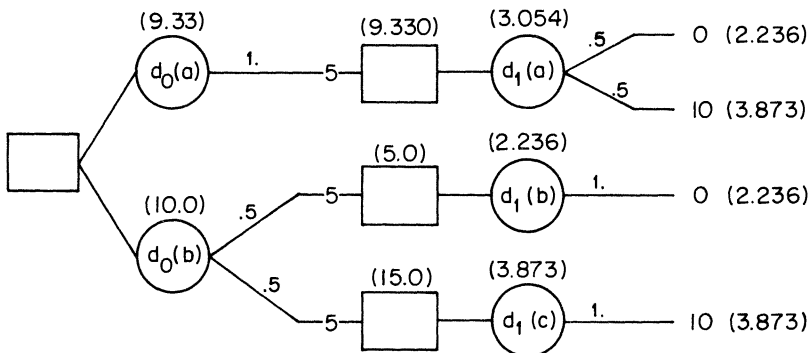 (9.33) (9.330) (3.054)
.5 0 (2.236)
d₀(a) 1. 5 d₁(a)
.5 10 (3.873)
(5.0) (2.236)
(10.0) .5 5 d₁(b) 1. 0 (2.236)
d₀(b)
(15.0) (3.873)
.5 5 d₁(c) 1. 10 (3.873)